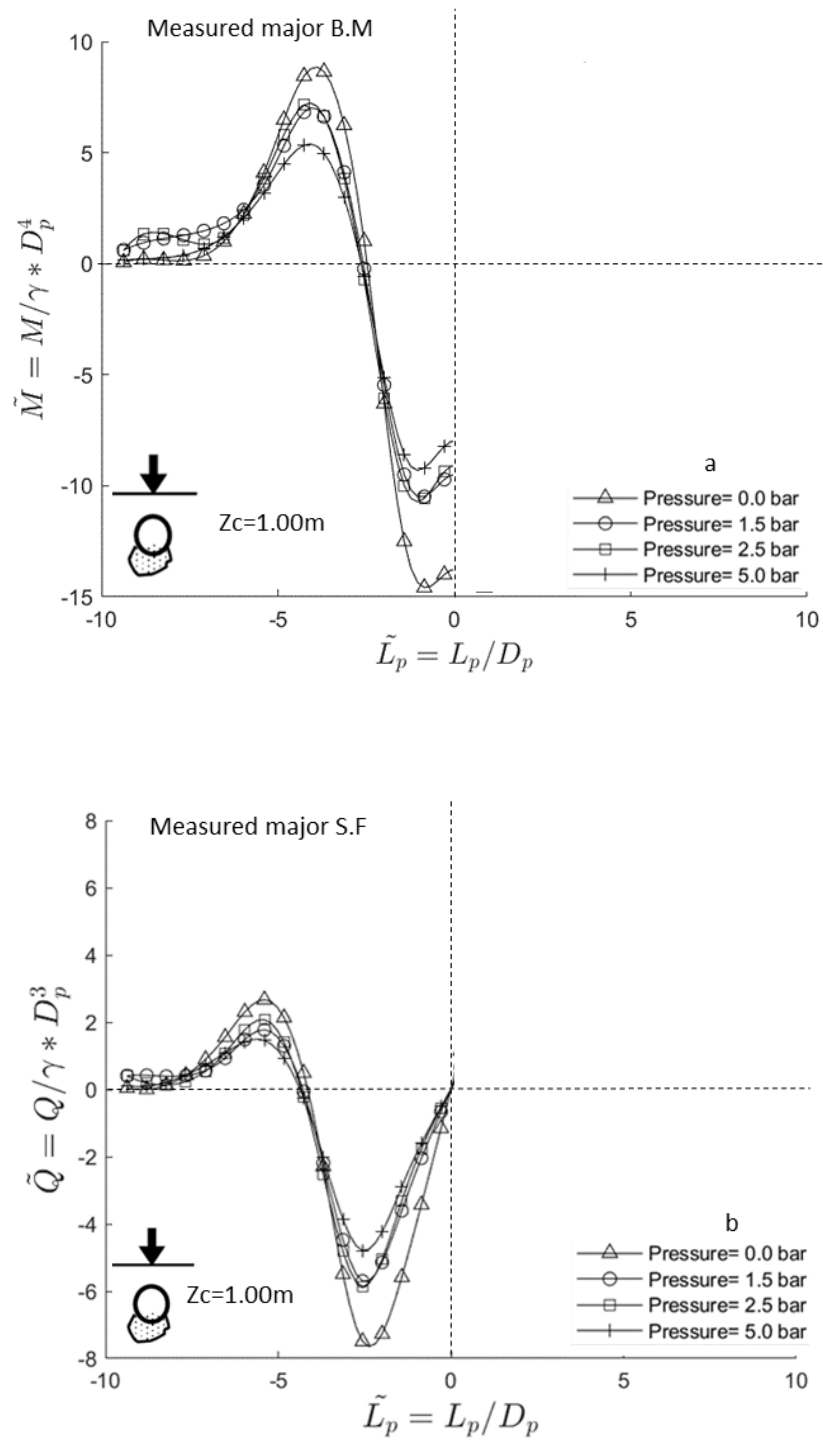 Measured major B.M
10
5
0
-5
-10
-15
M̃ = M/γ * D_p^4
Zc=1.00m
a
Pressure= 0.0 bar
Pressure= 1.5 bar
Pressure= 2.5 bar
Pressure= 5.0 bar
-10 -5 0 5 10
L̃_p = L_p/D_p
Measured major S.F
8
6
4
2
0
-2
-4
-6
-8
Q̃ = Q/γ * D_p^3
Zc=1.00m
b
Pressure= 0.0 bar
Pressure= 1.5 bar
Pressure= 2.5 bar
Pressure= 5.0 bar
-10 -5 0 5 10
L̃_p = L_p/D_p